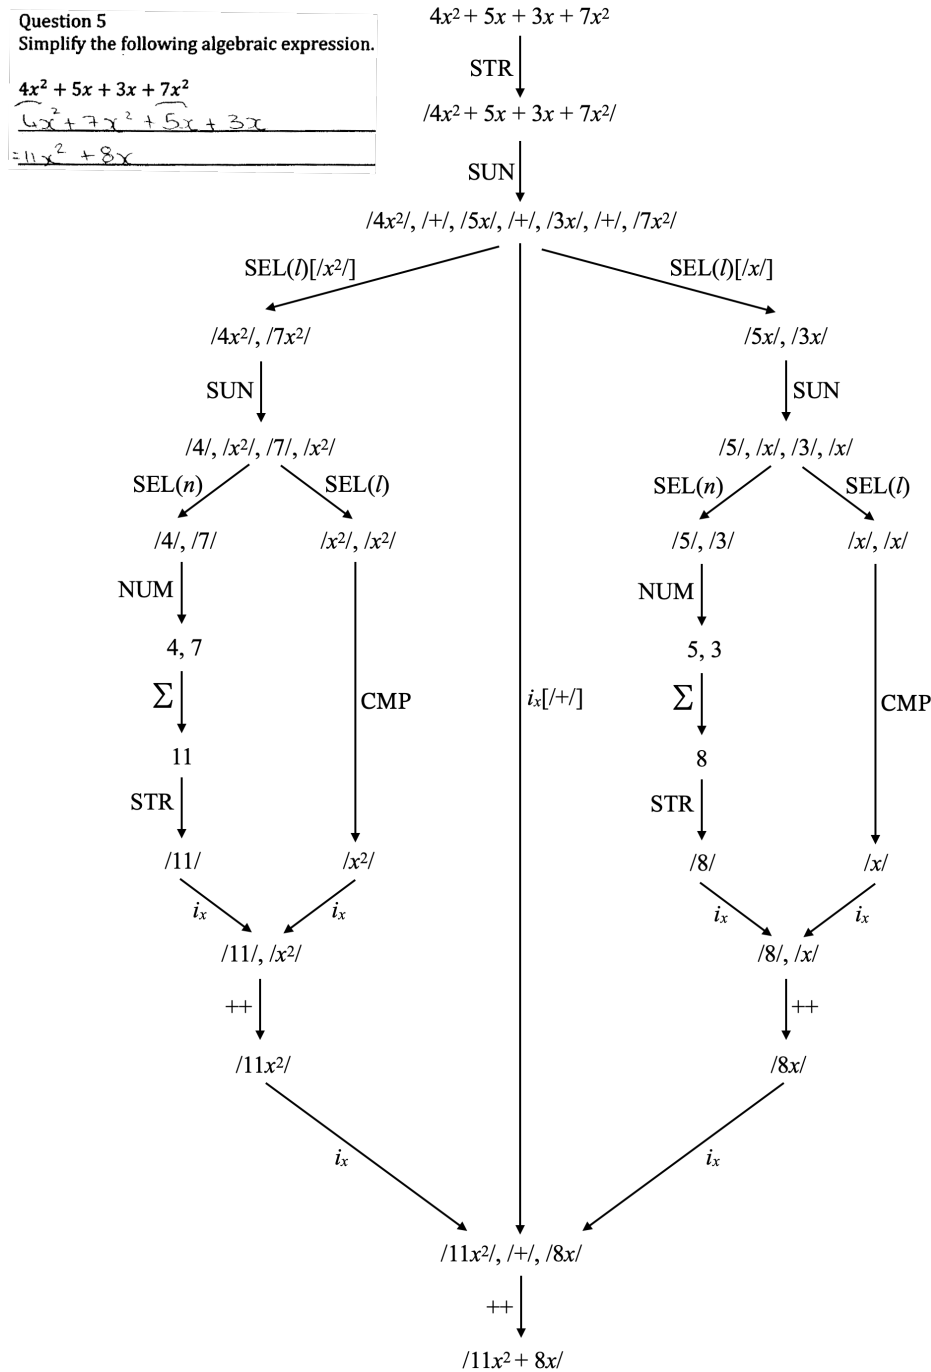 Question 5
Simplify the following algebraic expression.
4x² + 5x + 3x + 7x²
4x² + 7x² + 5x + 3x
= 11x² + 8x
4x² + 5x + 3x + 7x²
STR
/4x² + 5x + 3x + 7x²/
SUN
/4x²/, /+/, /5x/, /+/, /3x/, /+/, /7x²/
SEL(l)[/x²/] SEL(l)[/x/]
/4x²/, /7x²/ /5x/, /3x/
SUN SUN
/4/, /x²/, /7/, /x²/ /5/, /x/, /3/, /x/
SEL(n) SEL(l) SEL(n) SEL(l)
/4/, /7/ /x²/, /x²/ /5/, /3/ /x/, /x/
NUM NUM
4, 7 5, 3
Σ CMP iₓ[/+/] Σ CMP
11 8
STR STR
/11/ /x²/ /8/ /x/
iₓ iₓ iₓ iₓ
/11/, /x²/ /8/, /x/
++ ++
/11x²/ /8x/
iₓ iₓ
/11x²/, /+/, /8x/
++
/11x² + 8x/